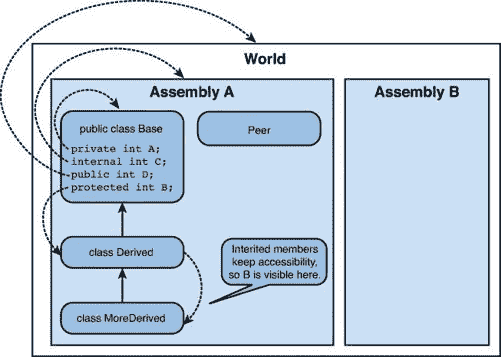 World
Assembly A
Assembly B
public class Base
private int A;
internal int C;
public int D;
protected int B;
Peer
class Derived
Interited members
keep accessibility,
so B is visible here.
class MoreDerived